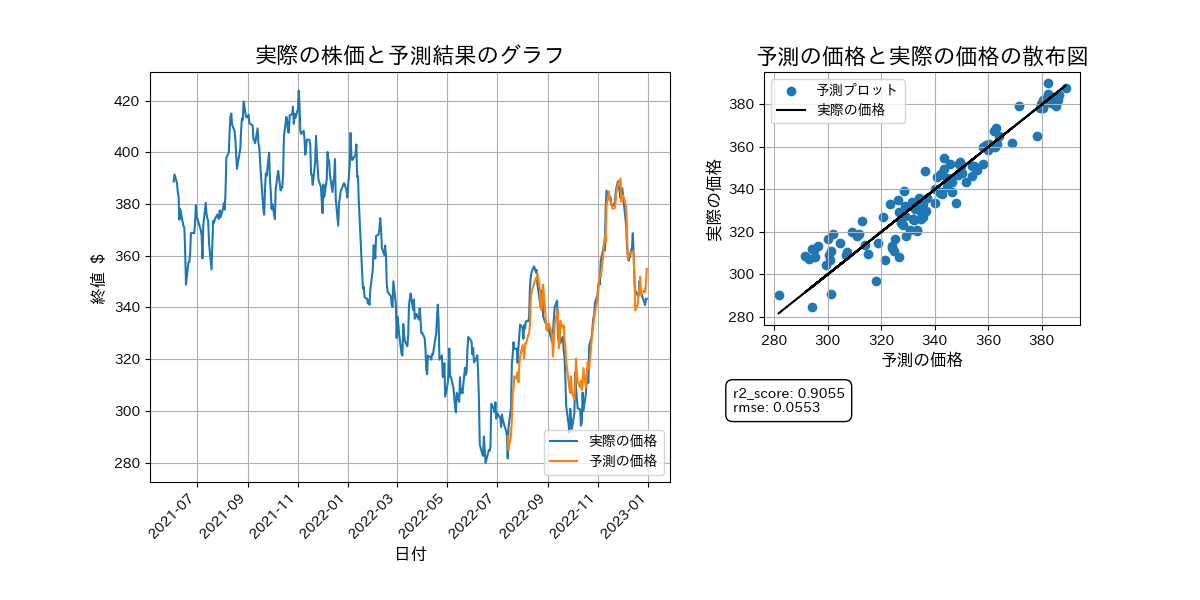 実際の株価と予測結果のグラフ
終値 $
420
400
380
360
340
320
300
280
2021-07
2021-09
2021-11
2022-01
2022-03
2022-05
2022-07
2022-09
2022-11
2023-01
日付
実際の価格
予測の価格
予測の価格と実際の価格の散布図
実際の価格
380
360
340
320
300
280
280
300
320
340
360
380
予測の価格
予測プロット
実際の価格
r2_score: 0.9055
rmse: 0.0553